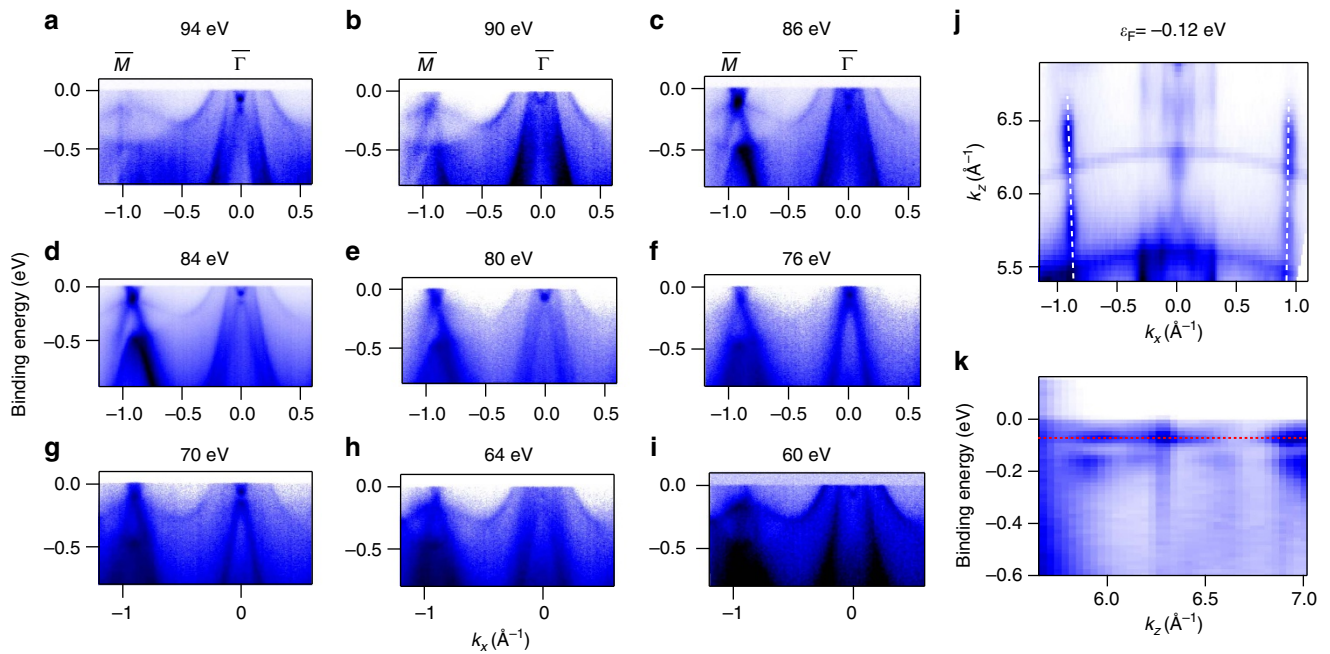 a
94 eV
M Γ
0.0
−0.5
−1.0 −0.5 0.0 0.5
b
90 eV
M Γ
0.0
−0.5
−1.0 −0.5 0.0 0.5
c
86 eV
M Γ
0.0
−0.5
−1.0 −0.5 0.0 0.5
d
84 eV
0.0
−0.5
−1.0 −0.5 0.0 0.5
e
80 eV
0.0
−0.5
−1.0 −0.5 0.0 0.5
f
76 eV
0.0
−0.5
−1.0 −0.5 0.0 0.5
g
70 eV
0.0
−0.5
−1 0
h
64 eV
0.0
−0.5
−1 0
i
60 eV
0.0
−0.5
−1 0
Binding energy (eV)
kx (Å−1)
j
εF= −0.12 eV
6.5
6.0
5.4
kz (Å−1)
−1.0 −0.5 0.0 0.5 1.0
kx (Å−1)
k
0.0
−0.2
−0.4
−0.6
Binding energy (eV)
6.0 6.5 7.0
kz (Å−1)